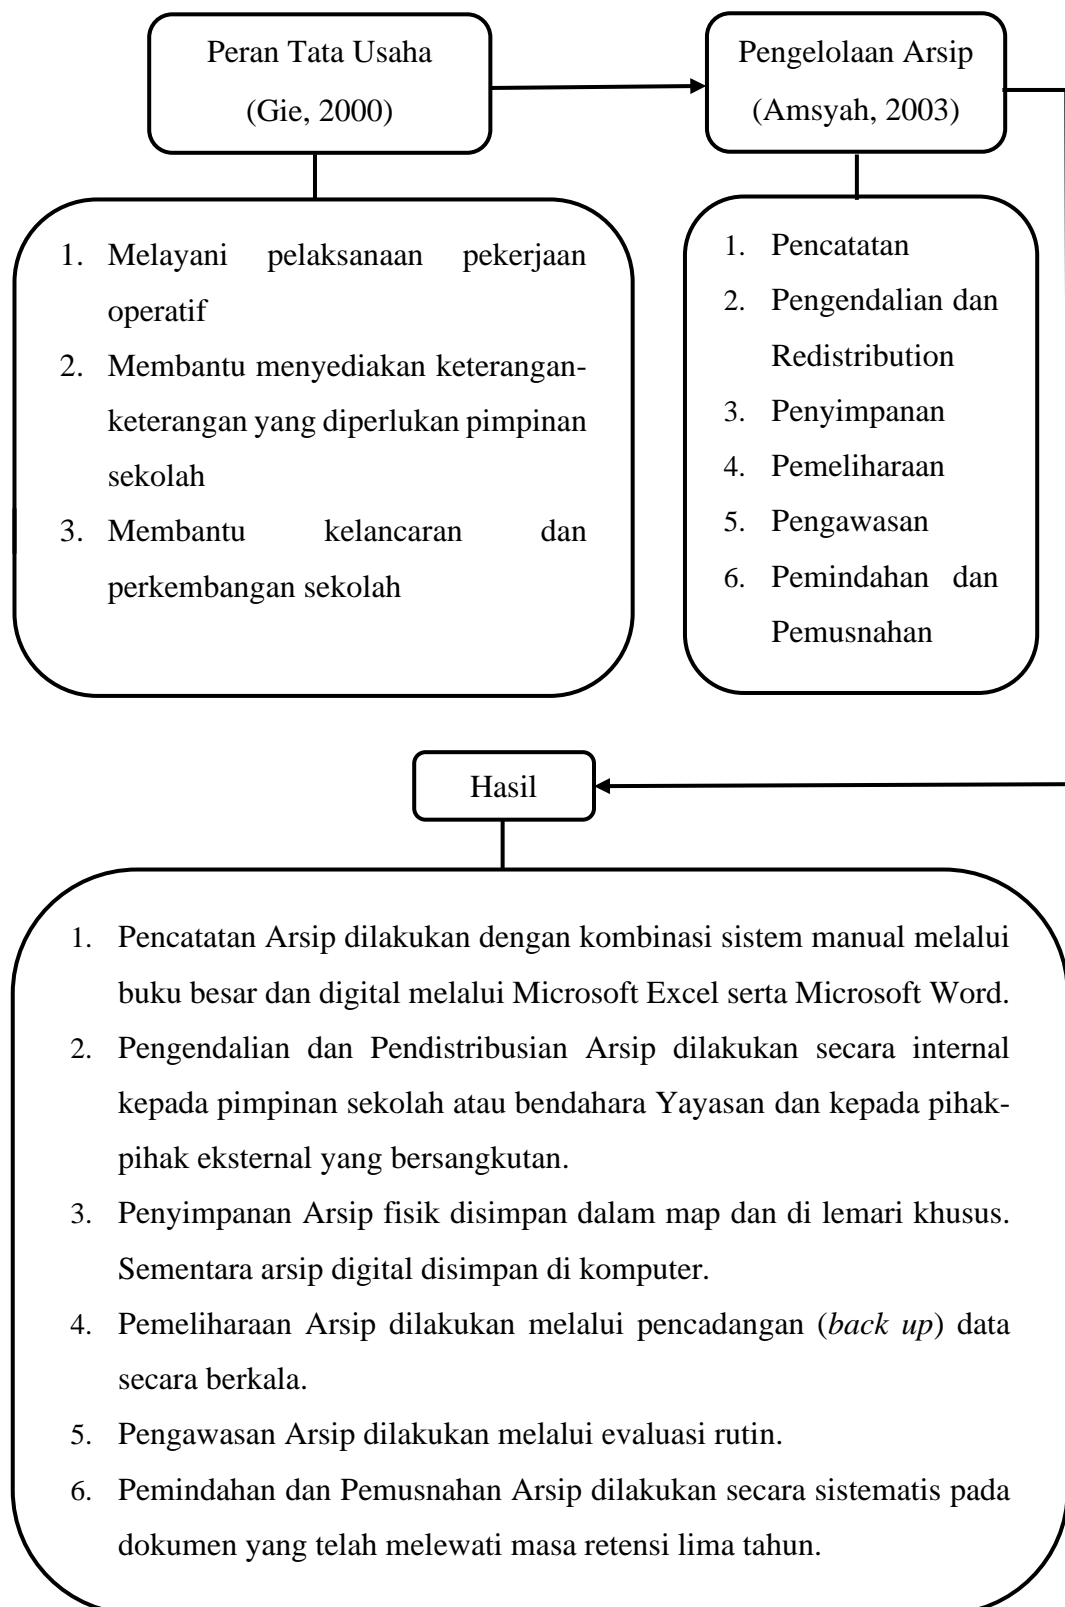 Peran Tata Usaha
(Gie, 2000)
Pengelolaan Arsip
(Amsyah, 2003)
1. Melayani pelaksanaan pekerjaan
operatif
2. Membantu menyediakan keterangan-
keterangan yang diperlukan pimpinan
sekolah
3. Membantu kelancaran dan
perkembangan sekolah
1. Pencatatan
2. Pengendalian dan
Redistribution
3. Penyimpanan
4. Pemeliharaan
5. Pengawasan
6. Pemindahan dan
Pemusnahan
Hasil
1. Pencatatan Arsip dilakukan dengan kombinasi sistem manual melalui
buku besar dan digital melalui Microsoft Excel serta Microsoft Word.
2. Pengendalian dan Pendistribusian Arsip dilakukan secara internal
kepada pimpinan sekolah atau bendahara Yayasan dan kepada pihak-
pihak eksternal yang bersangkutan.
3. Penyimpanan Arsip fisik disimpan dalam map dan di lemari khusus.
Sementara arsip digital disimpan di komputer.
4. Pemeliharaan Arsip dilakukan melalui pencadangan (back up) data
secara berkala.
5. Pengawasan Arsip dilakukan melalui evaluasi rutin.
6. Pemindahan dan Pemusnahan Arsip dilakukan secara sistematis pada
dokumen yang telah melewati masa retensi lima tahun.